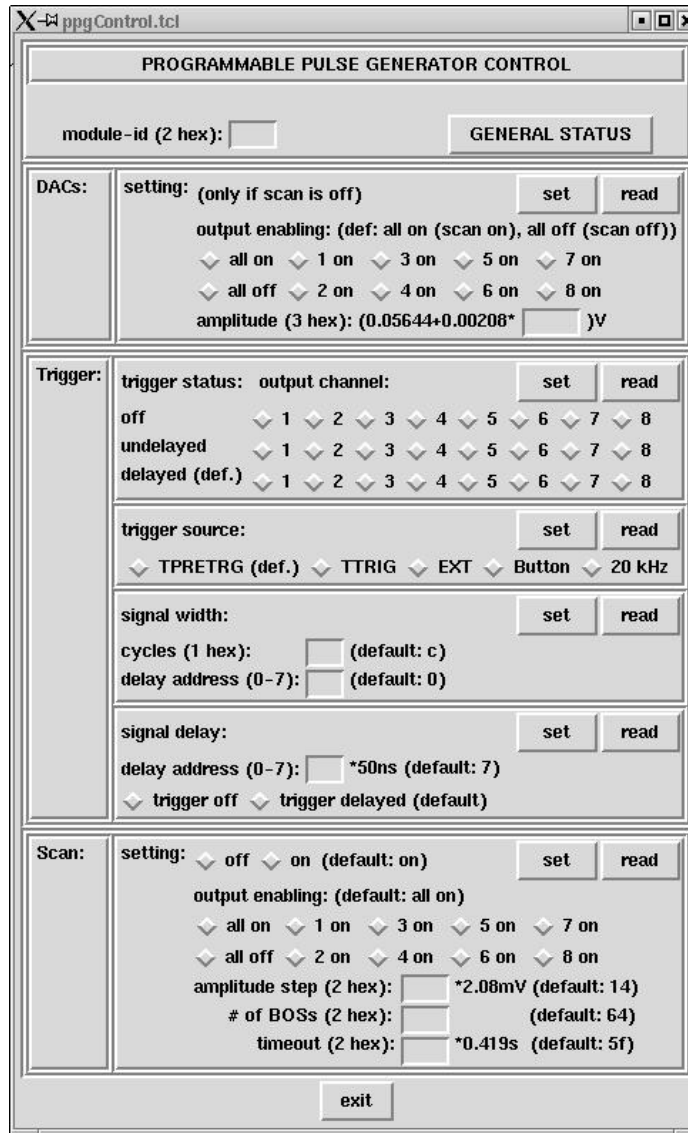 ppgControl.tcl
PROGRAMMABLE PULSE GENERATOR CONTROL
module-id (2 hex): GENERAL STATUS
DACs: setting: (only if scan is off) set read
output enabling: (def: all on (scan on), all off (scan off))
all on 1 on 3 on 5 on 7 on
all off 2 on 4 on 6 on 8 on
amplitude (3 hex): (0.05644+0.00208* )V
Trigger: trigger status: output channel: set read
off 1 2 3 4 5 6 7 8
undelayed 1 2 3 4 5 6 7 8
delayed (def.) 1 2 3 4 5 6 7 8
trigger source: set read
TPRETRG (def.) TTRIG EXT Button 20 kHz
signal width: set read
cycles (1 hex): (default: c)
delay address (0-7): (default: 0)
signal delay: set read
delay address (0-7): *50ns (default: 7)
trigger off trigger delayed (default)
Scan: setting: off on (default: on) set read
output enabling: (default: all on)
all on 1 on 3 on 5 on 7 on
all off 2 on 4 on 6 on 8 on
amplitude step (2 hex): *2.08mV (default: 14)
# of BOSs (2 hex): (default: 64)
timeout (2 hex): *0.419s (default: 5f)
exit